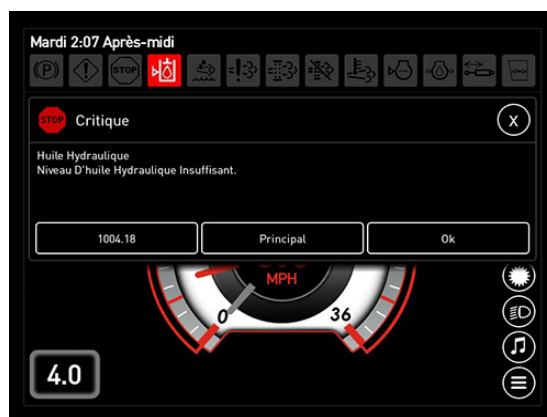 Mardi 2:07 Après-midi
P
STOP
STOP Critique X
Huile Hydraulique
Niveau D'huile Hydraulique Insuffisant.
1004.18 Principal Ok
MPH
0 36
4.0